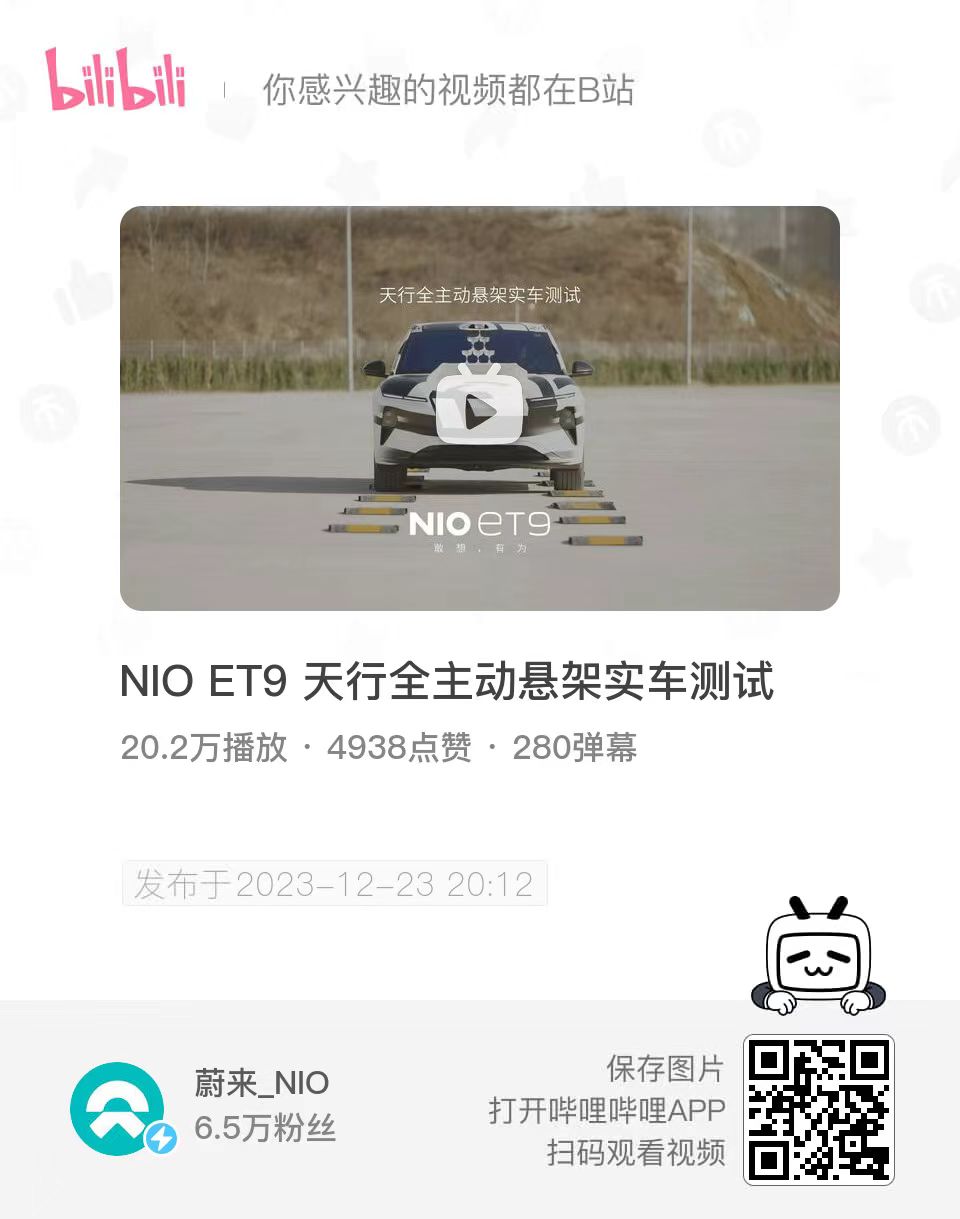 bilibili
你感兴趣的视频都在B站
天行全主动悬架实车测试
NIO ET9
敢想,有为
NIO ET9 天行全主动悬架实车测试
20.2万播放 · 4938点赞 · 280弹幕
发布于2023-12-23 20:12
蔚来_NIO
6.5万粉丝
保存图片
打开哔哩哔哩APP
扫码观看视频